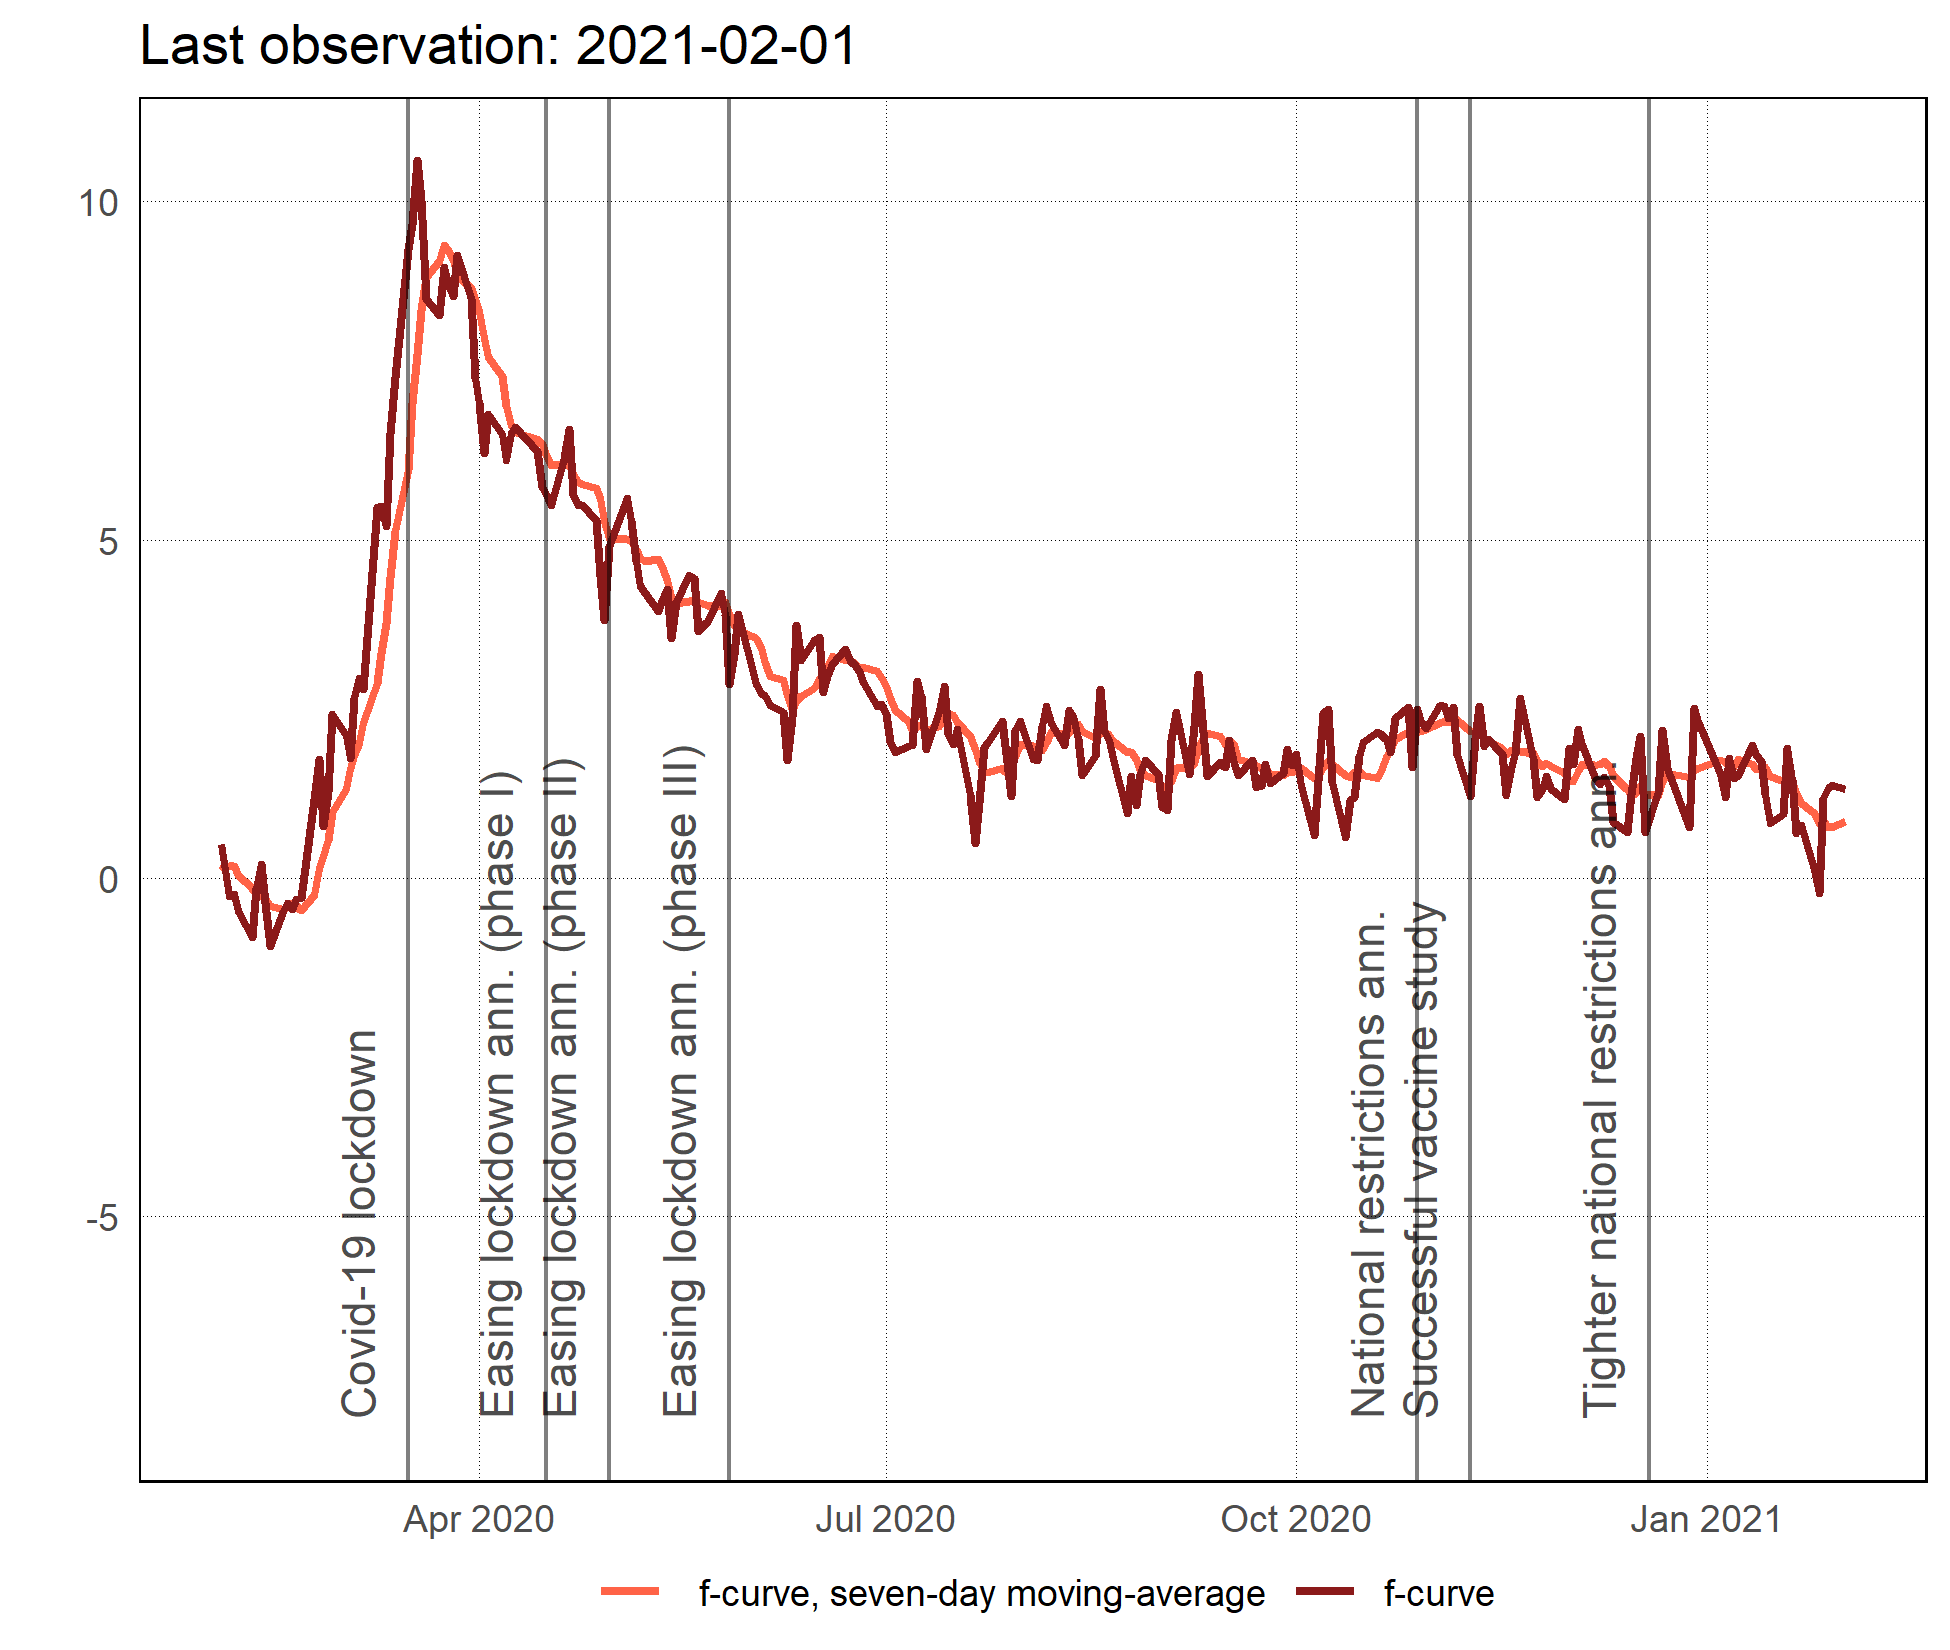 Last observation: 2021-02-01
10
5
0
-5
Covid-19 lockdown
Easing lockdown ann. (phase I)
Easing lockdown ann. (phase II)
Easing lockdown ann. (phase III)
National restrictions ann.
Successful vaccine study
Tighter national restrictions ann.
Apr 2020
Jul 2020
Oct 2020
Jan 2021
f-curve, seven-day moving-average
f-curve